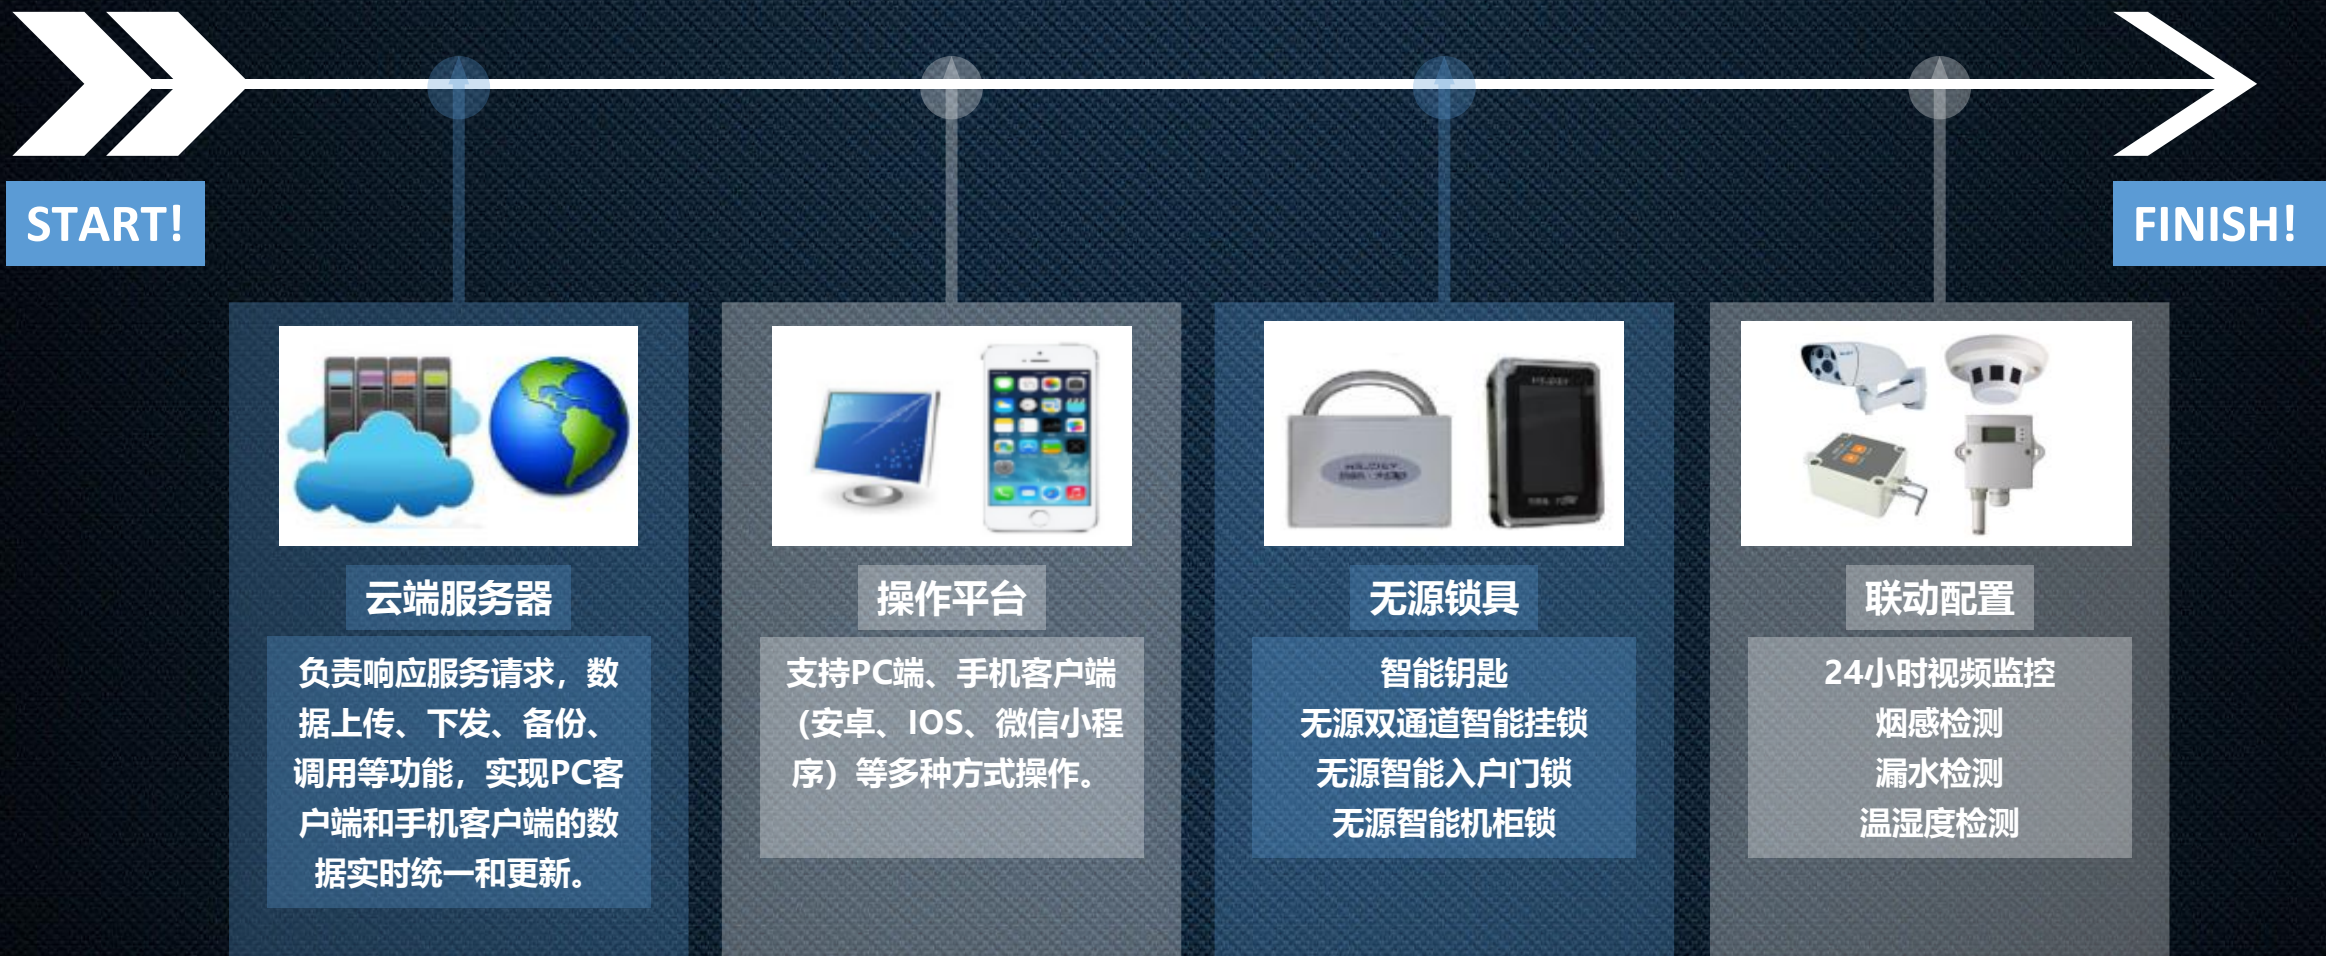 START!
FINISH!
云端服务器
负责响应服务请求，数
据上传、下发、备份、
调用等功能，实现PC客
户端和手机客户端的数
据实时统一和更新。
操作平台
支持PC端、手机客户端
（安卓、IOS、微信小程
序）等多种方式操作。
无源锁具
智能钥匙
无源双通道智能挂锁
无源智能入户门锁
无源智能机柜锁
联动配置
24小时视频监控
烟感检测
漏水检测
温湿度检测